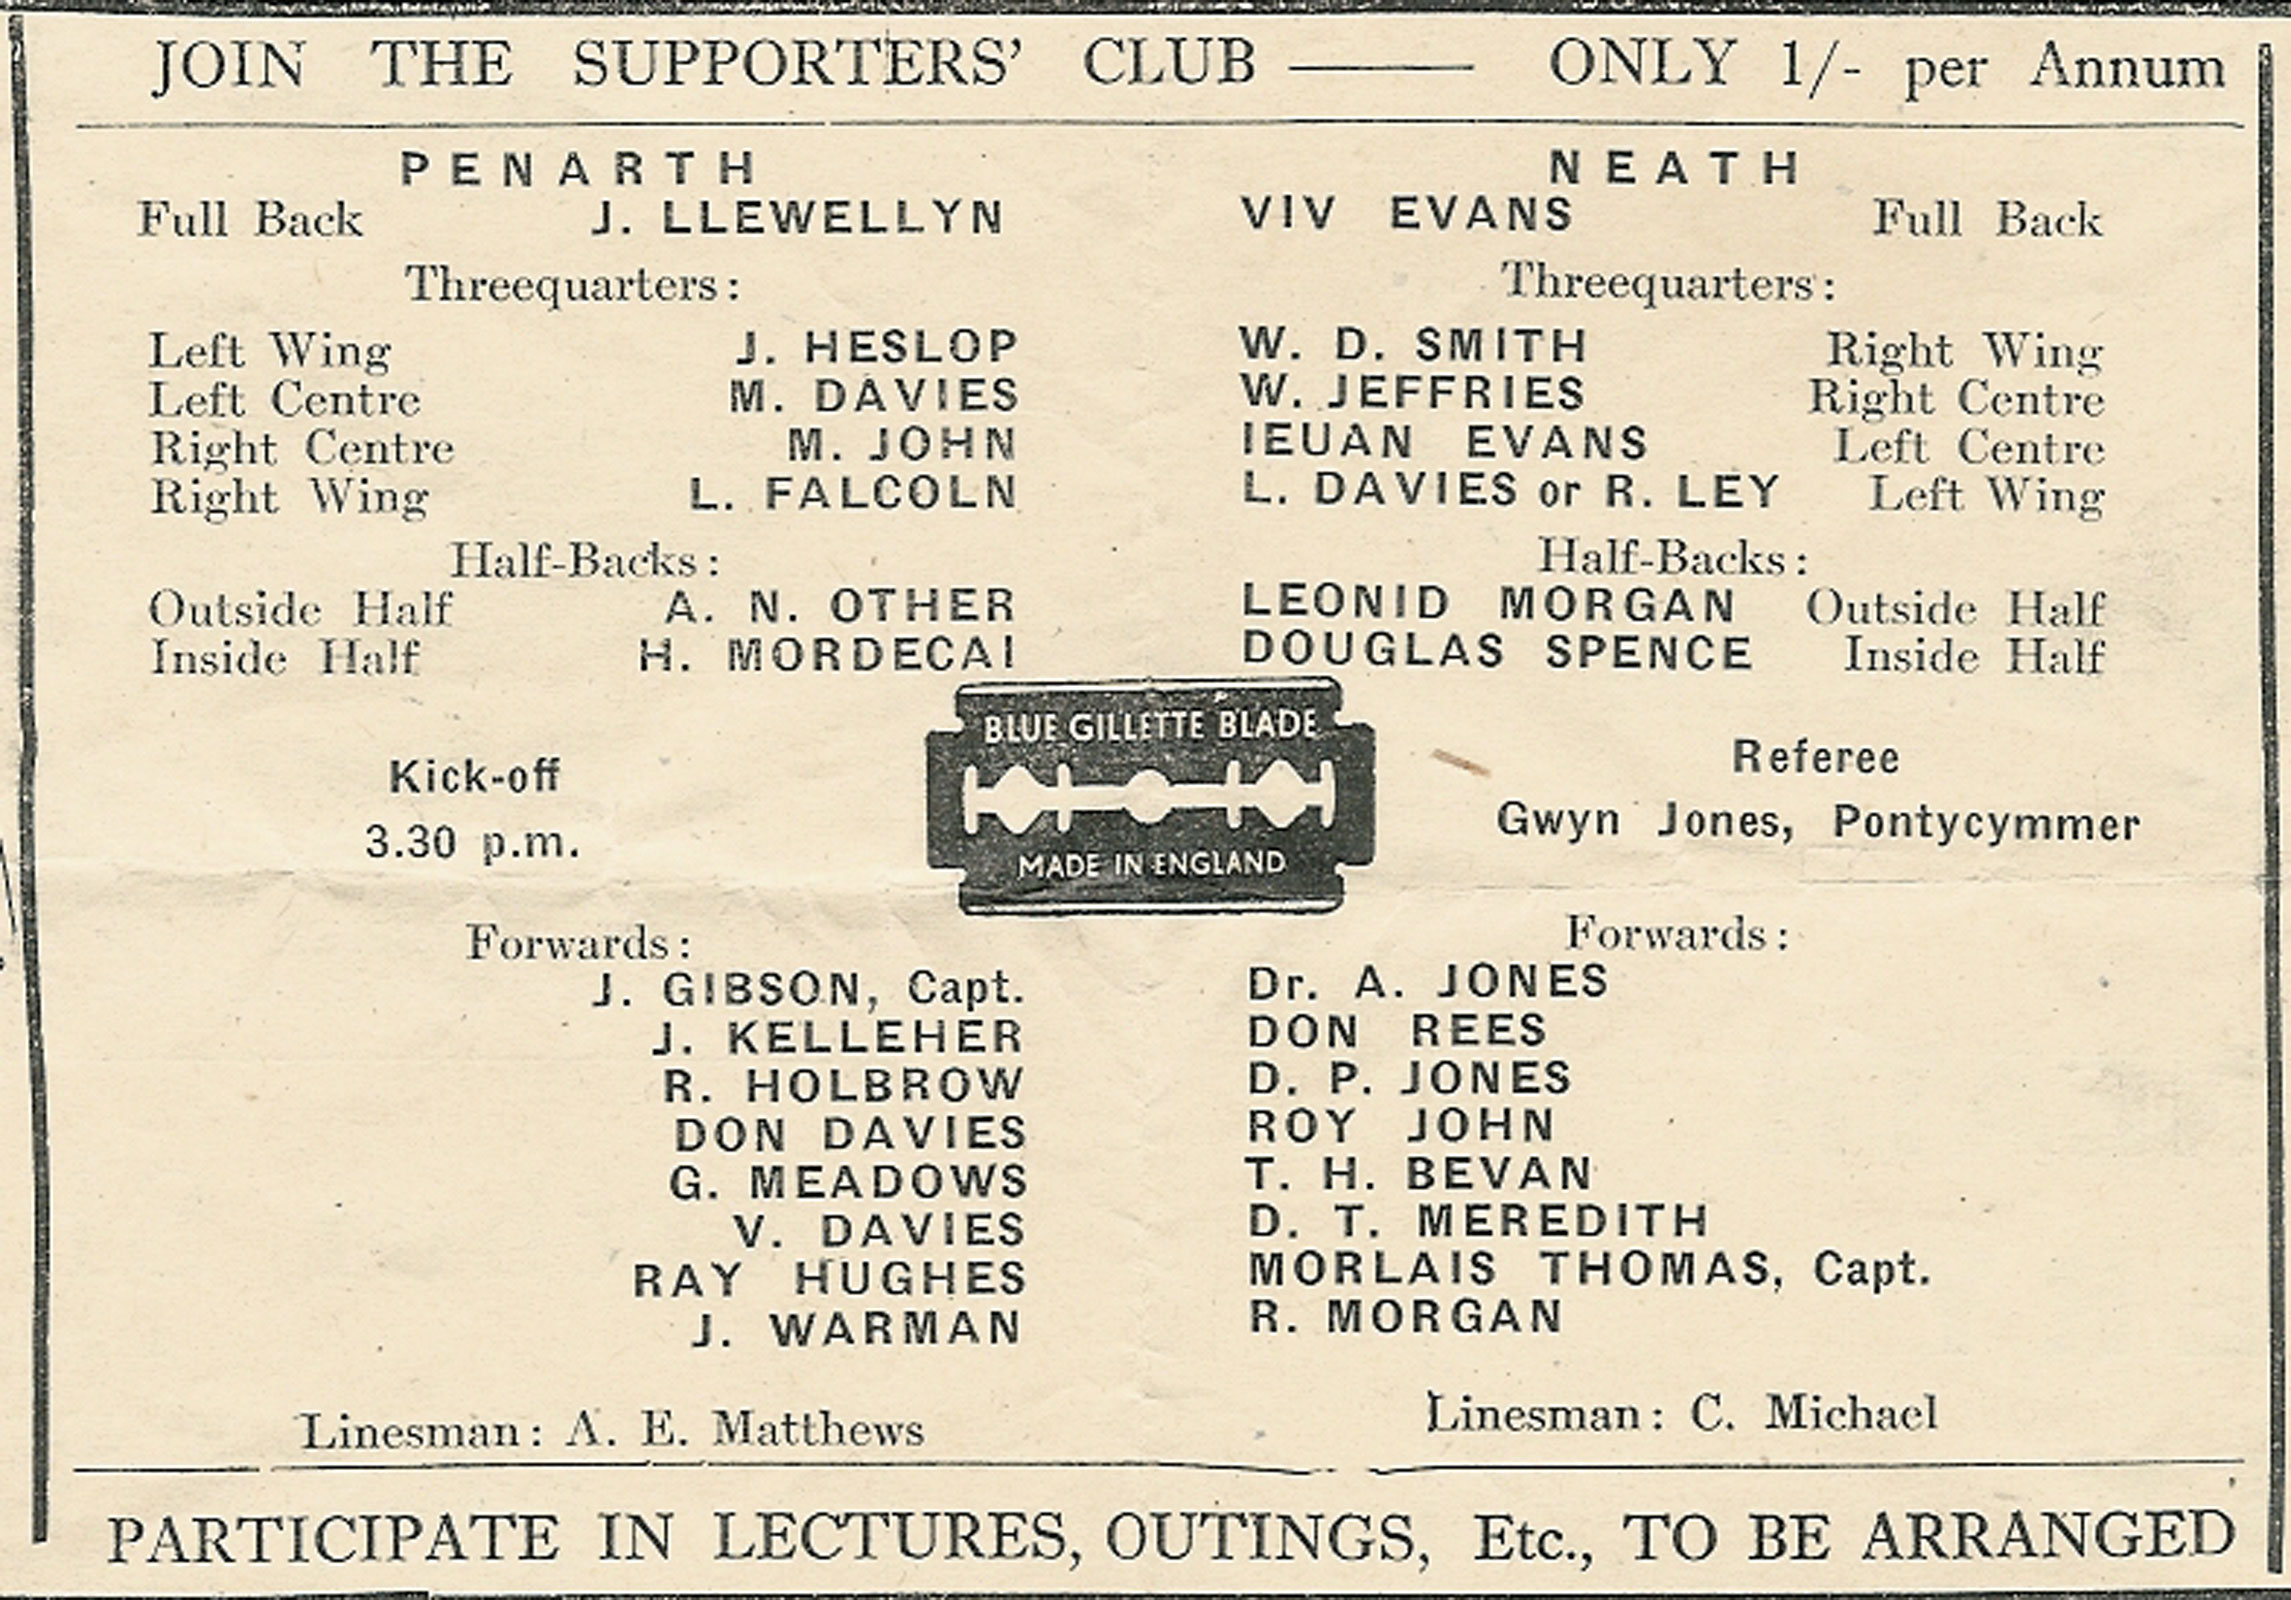 JOIN THE SUPPORTERS' CLUB —— ONLY 1/- per Annum
PENARTH
Full Back J. LLEWELLYN
Threequarters:
Left Wing J. HESLOP
Left Centre M. DAVIES
Right Centre M. JOHN
Right Wing L. FALCOLN
Half-Backs:
Outside Half A. N. OTHER
Inside Half H. MORDECAI
NEATH
VIV EVANS Full Back
Threequarters:
W. D. SMITH Right Wing
W. JEFFRIES Right Centre
IEUAN EVANS Left Centre
L. DAVIES or R. LEY Left Wing
Half-Backs:
LEONID MORGAN Outside Half
DOUGLAS SPENCE Inside Half
Kick-off
3.30 p.m.
BLUE GILLETTE BLADE
MADE IN ENGLAND
Referee
Gwyn Jones, Pontycymmer
Forwards:
J. GIBSON, Capt.
J. KELLEHER
R. HOLBROW
DON DAVIES
G. MEADOWS
V. DAVIES
RAY HUGHES
J. WARMAN
Linesman: A. E. Matthews
Forwards:
Dr. A. JONES
DON REES
D. P. JONES
ROY JOHN
T. H. BEVAN
D. T. MEREDITH
MORLAIS THOMAS, Capt.
R. MORGAN
Linesman: C. Michael
PARTICIPATE IN LECTURES, OUTINGS, Etc., TO BE ARRANGED